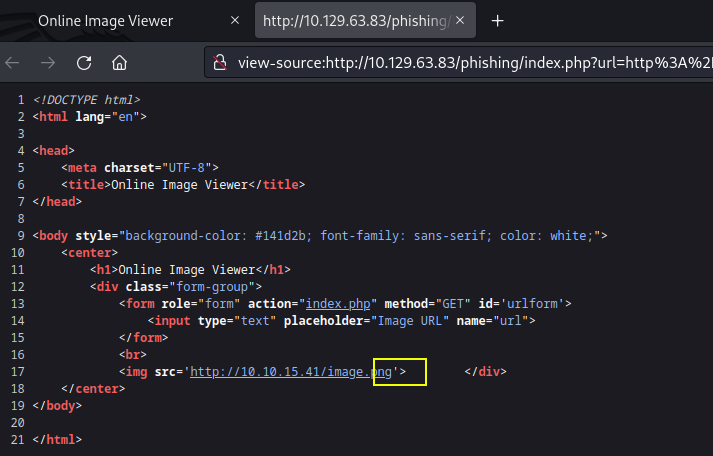 Online Image Viewer × http://10.129.63.83/phishing/ × +
view-source:http://10.129.63.83/phishing/index.php?url=http%3A%2
1 <!DOCTYPE html>
2 <html lang="en">
3
4 <head>
5     <meta charset="UTF-8">
6     <title>Online Image Viewer</title>
7 </head>
8
9 <body style="background-color: #141d2b; font-family: sans-serif; color: white;">
10     <center>
11         <h1>Online Image Viewer</h1>
12         <div class="form-group">
13             <form role="form" action="index.php" method="GET" id='urlform'>
14                 <input type="text" placeholder="Image URL" name="url">
15             </form>
16             <br>
17             <img src='http://10.10.15.41/image.png'>        </div>
18     </center>
19 </body>
20
21 </html>